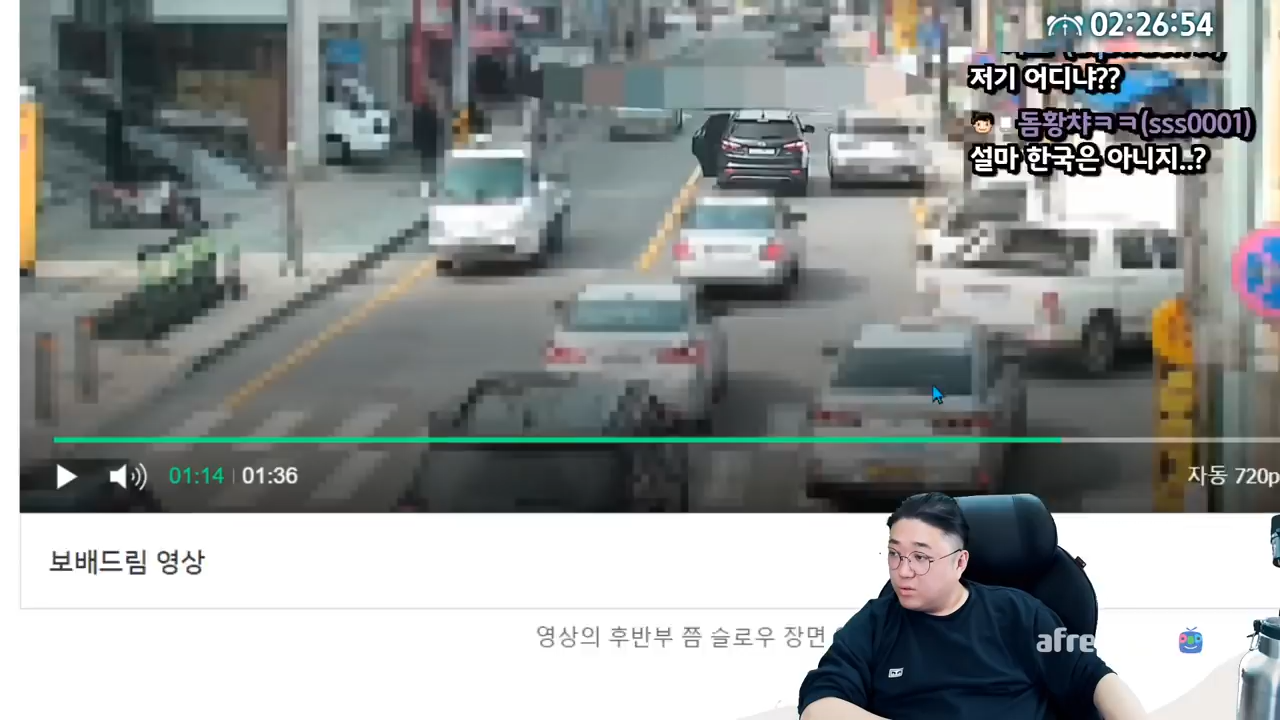 02:26:54
저기 어디냐??
돔황챠ㅋㅋ(sss0001)
설마 한국은 아니지..?
01:14 | 01:36
자동 720p
보배드림 영상
영상의 후반부 쯤 슬로우 장면
afre